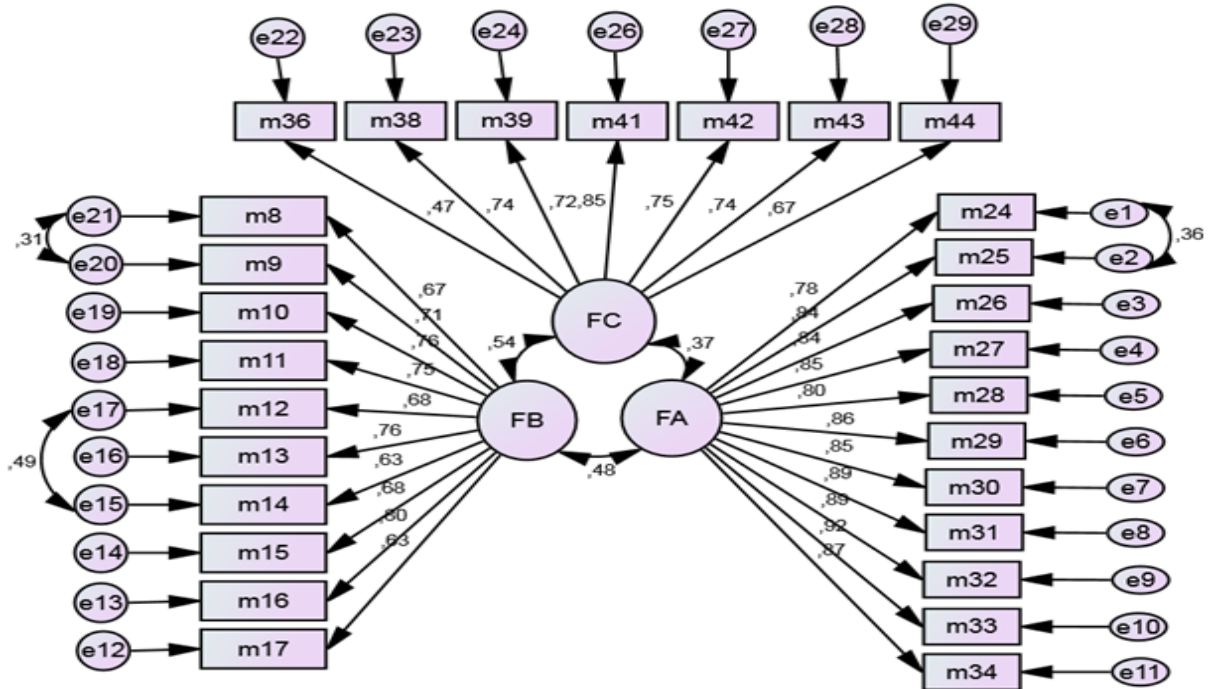 e22 e23 e24 e26 e27 e28 e29
m36 m38 m39 m41 m42 m43 m44
,47 ,74 ,72 ,85 ,75 ,74 ,67
e21 m8
,31
e20 m9
e19 m10
e18 m11
e17 m12
,49
e16 m13
e15 m14
e14 m15
e13 m16
e12 m17
,67
,71
,76
,75
,68
,76
,63
,68
,80
,63
FC
,54 ,37
FB FA
,48
,78
,84
,84
,85
,80
,86
,85
,89
,89
,92
,87
m24 e1
,36
m25 e2
m26 e3
m27 e4
m28 e5
m29 e6
m30 e7
m31 e8
m32 e9
m33 e10
m34 e11